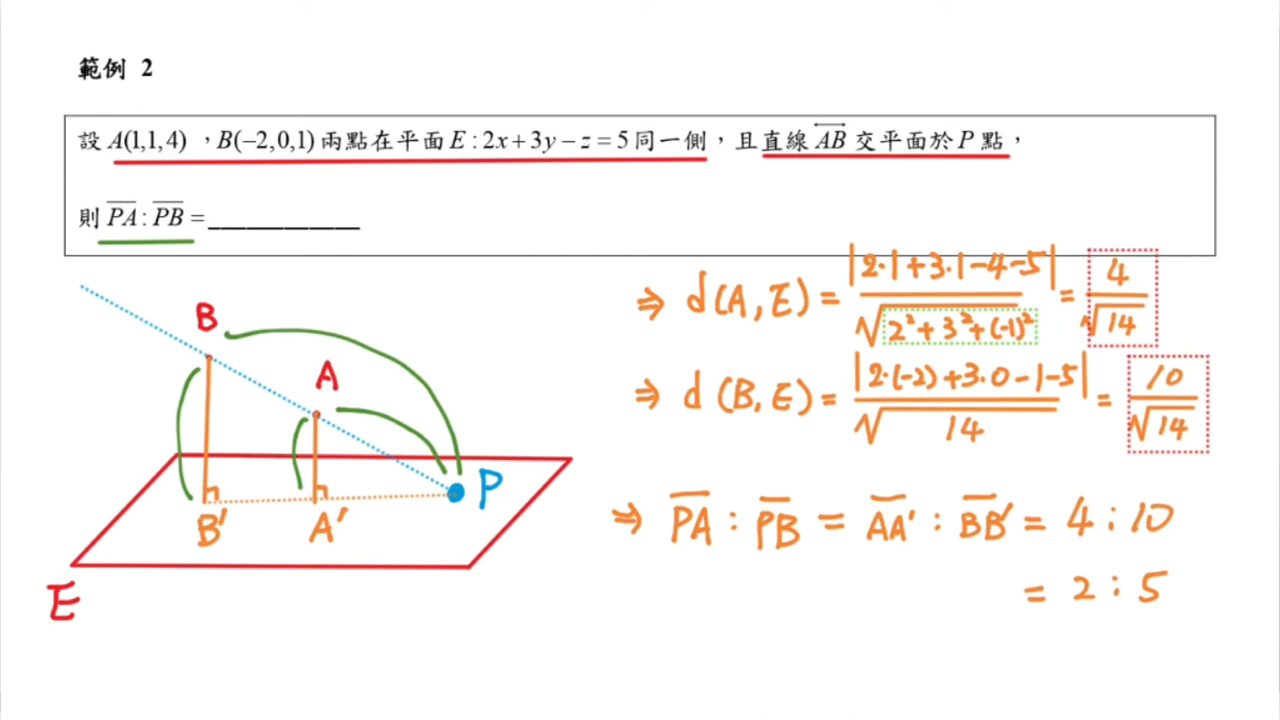 範例 2
設 A(1,1,4) ，B(−2,0,1) 兩點在平面 E : 2x + 3y − z = 5 同一側，且直線 AB 交平面於 P 點，
則 PA : PB = ____________
⇒ d(A,E) = |2·1+3·1−4−5| / √(2²+3²+(−1)²) = 4/√14
⇒ d(B,E) = |2·(−2)+3·0−1−5| / √14 = 10/√14
⇒ PA : PB = AA' : BB' = 4 : 10
= 2 : 5
B
A
P
B'
A'
E